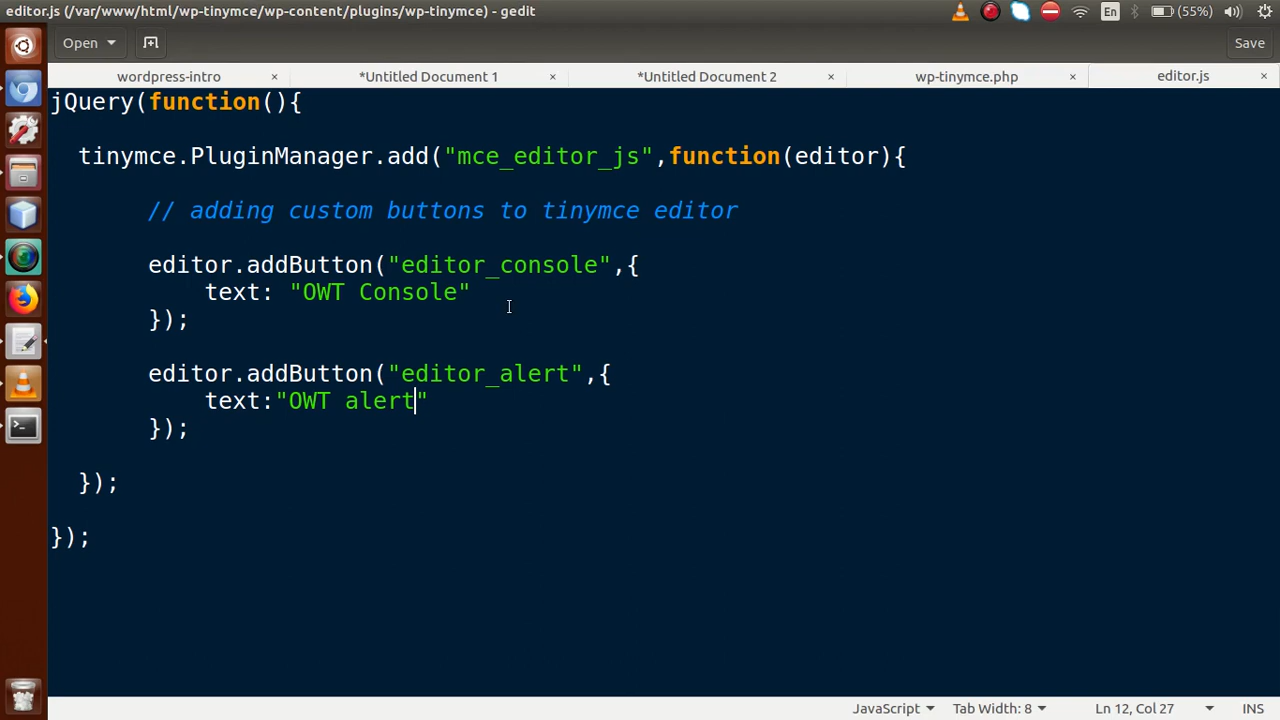 editor.js (/var/www/html/wp-tinymce/wp-content/plugins/wp-tinymce) - gedit
En
(55%)
Open
Save
wordpress-intro
*Untitled Document 1
*Untitled Document 2
wp-tinymce.php
editor.js
jQuery(function(){
tinymce.PluginManager.add("mce_editor_js",function(editor){
// adding custom buttons to tinymce editor
editor.addButton("editor_console",{
text: "OWT Console"
});
editor.addButton("editor_alert",{
text:"OWT alert"
});
});
});
JavaScript
Tab Width: 8
Ln 12, Col 27
INS